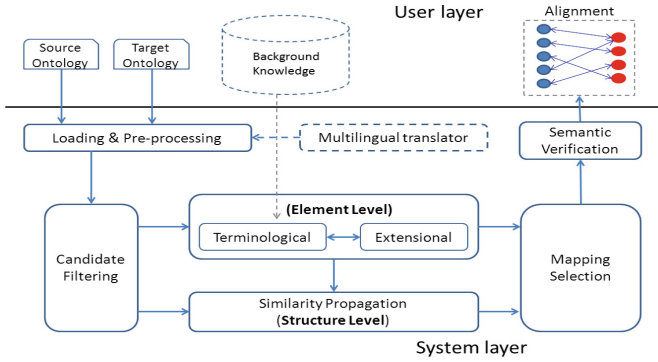 User layer
Alignment
Source
Ontology
Target
Ontology
Background
Knowledge
Loading & Pre-processing
Multilingual translator
Semantic
Verification
Candidate
Filtering
(Element Level)
Terminological
Extensional
Mapping
Selection
Similarity Propagation
(Structure Level)
System layer